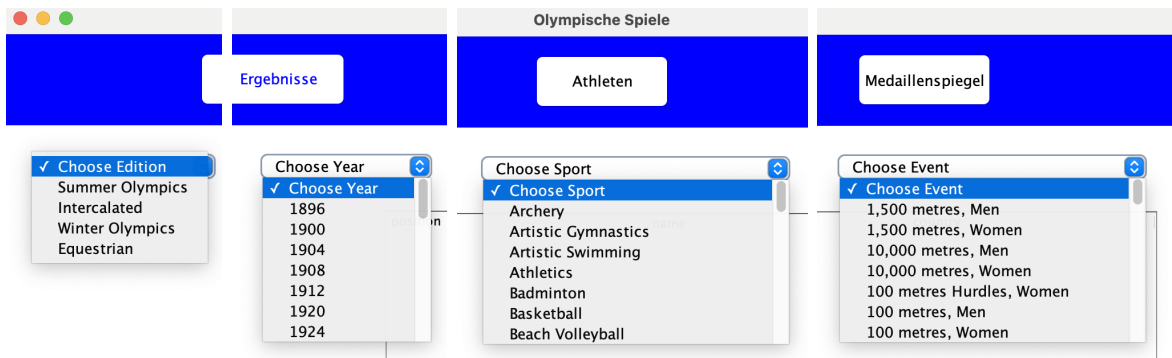 Olympische Spiele
Ergebnisse
Athleten
Medaillenspiegel
✓ Choose Edition
Summer Olympics
Intercalated
Winter Olympics
Equestrian
Choose Year
✓ Choose Year
1896
1900
1904
1908
1912
1920
1924
position
Choose Sport
✓ Choose Sport
Archery
Artistic Gymnastics
Artistic Swimming
Athletics
Badminton
Basketball
Beach Volleyball
name
Choose Event
✓ Choose Event
1,500 metres, Men
1,500 metres, Women
10,000 metres, Men
10,000 metres, Women
100 metres Hurdles, Women
100 metres, Men
100 metres, Women